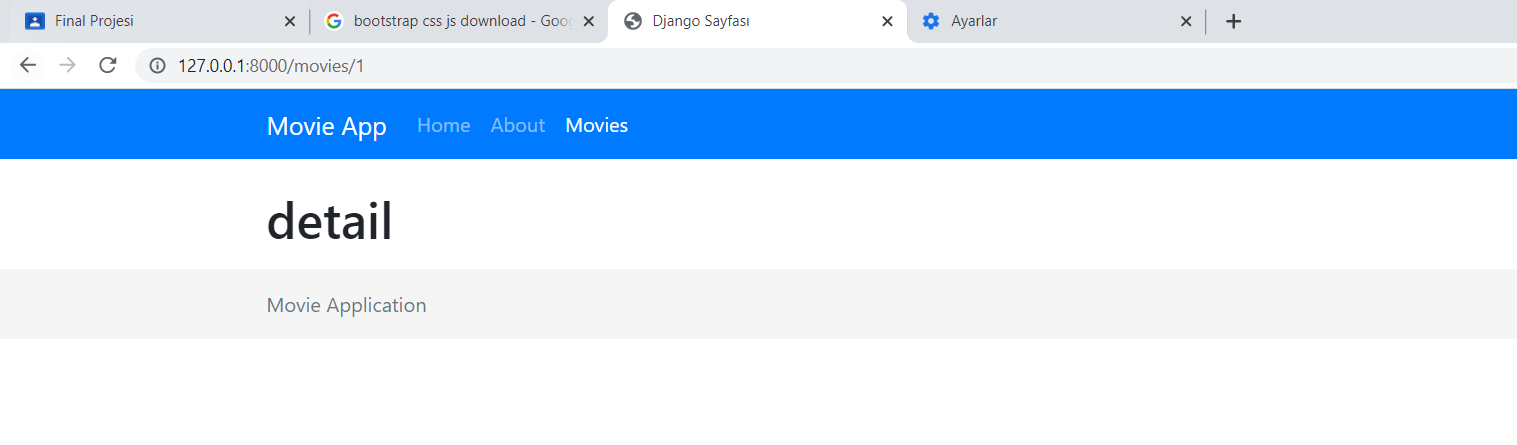 Final Projesi
bootstrap css js download - Goo
Django Sayfası
Ayarlar
127.0.0.1:8000/movies/1
Movie App Home About Movies
detail
Movie Application